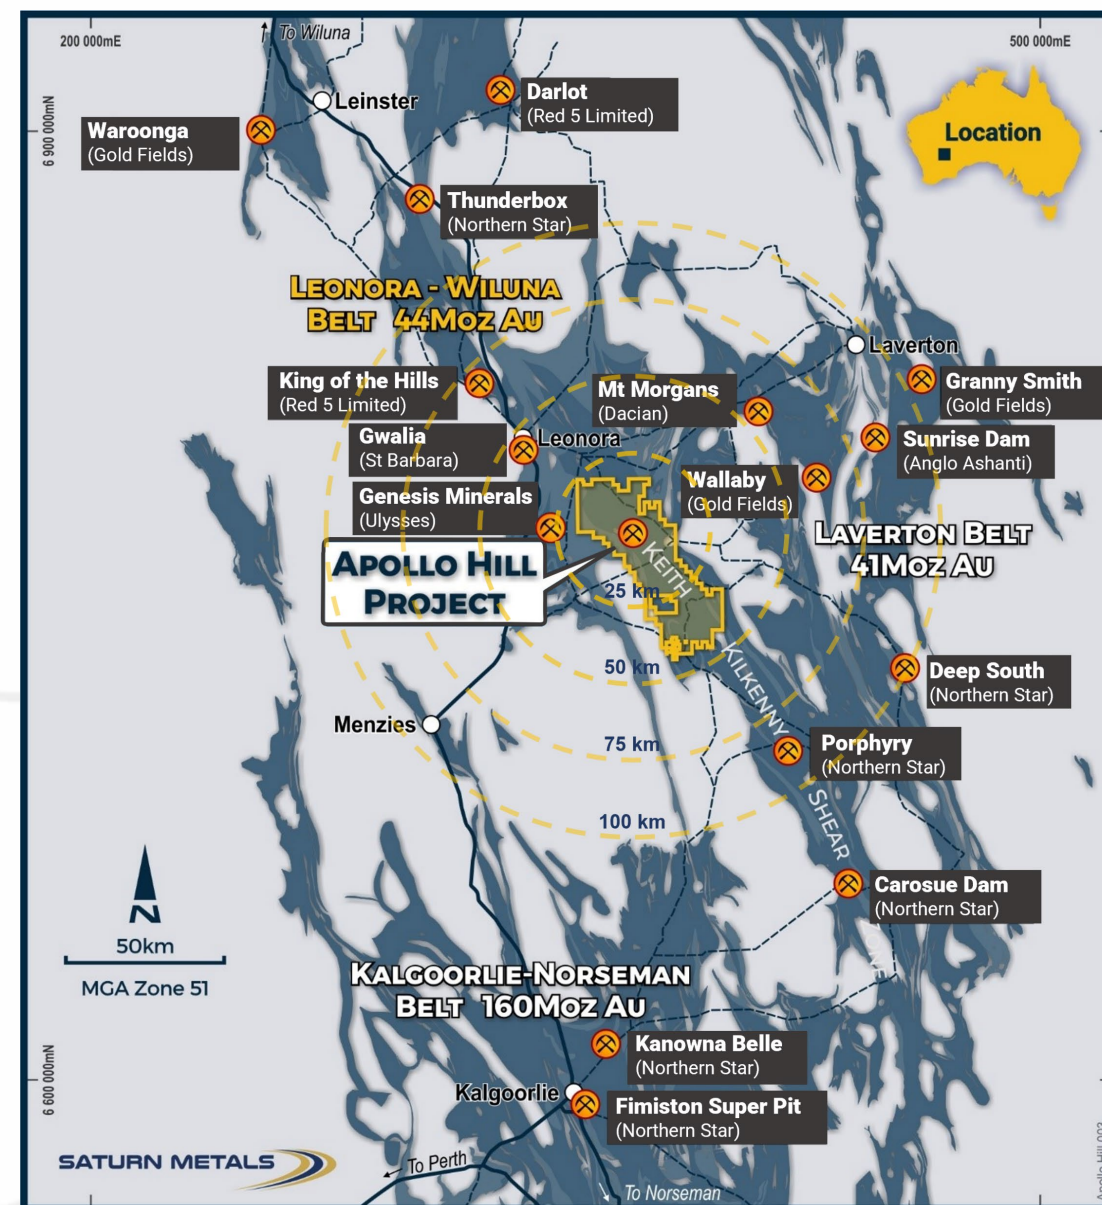 To Wiluna
200 000mE
500 000mE
6 900 000mN
Leinster
Darlot
(Red 5 Limited)
Waroonga
(Gold Fields)
Location
Thunderbox
(Northern Star)
LEONORA - WILUNA
BELT 44MOZ AU
Laverton
King of the Hills
(Red 5 Limited)
Mt Morgans
(Dacian)
Granny Smith
(Gold Fields)
Gwalia
(St Barbara)
Leonora
Sunrise Dam
(Anglo Ashanti)
Wallaby
(Gold Fields)
Genesis Minerals
(Ulysses)
LAVERTON BELT
41MOZ AU
APOLLO HILL
PROJECT
KEITH
25 km
KILKENNY
50 km
Deep South
(Northern Star)
Menzies
75 km
Porphyry
(Northern Star)
SHEAR
100 km
Carosue Dam
(Northern Star)
ZONE
N
50km
MGA Zone 51
KALGOORLIE-NORSEMAN
BELT 160MOZ AU
Kanowna Belle
(Northern Star)
6 600 000mN
Kalgoorlie
Fimiston Super Pit
(Northern Star)
SATURN METALS
To Perth
To Norseman
Apollo Hill 003